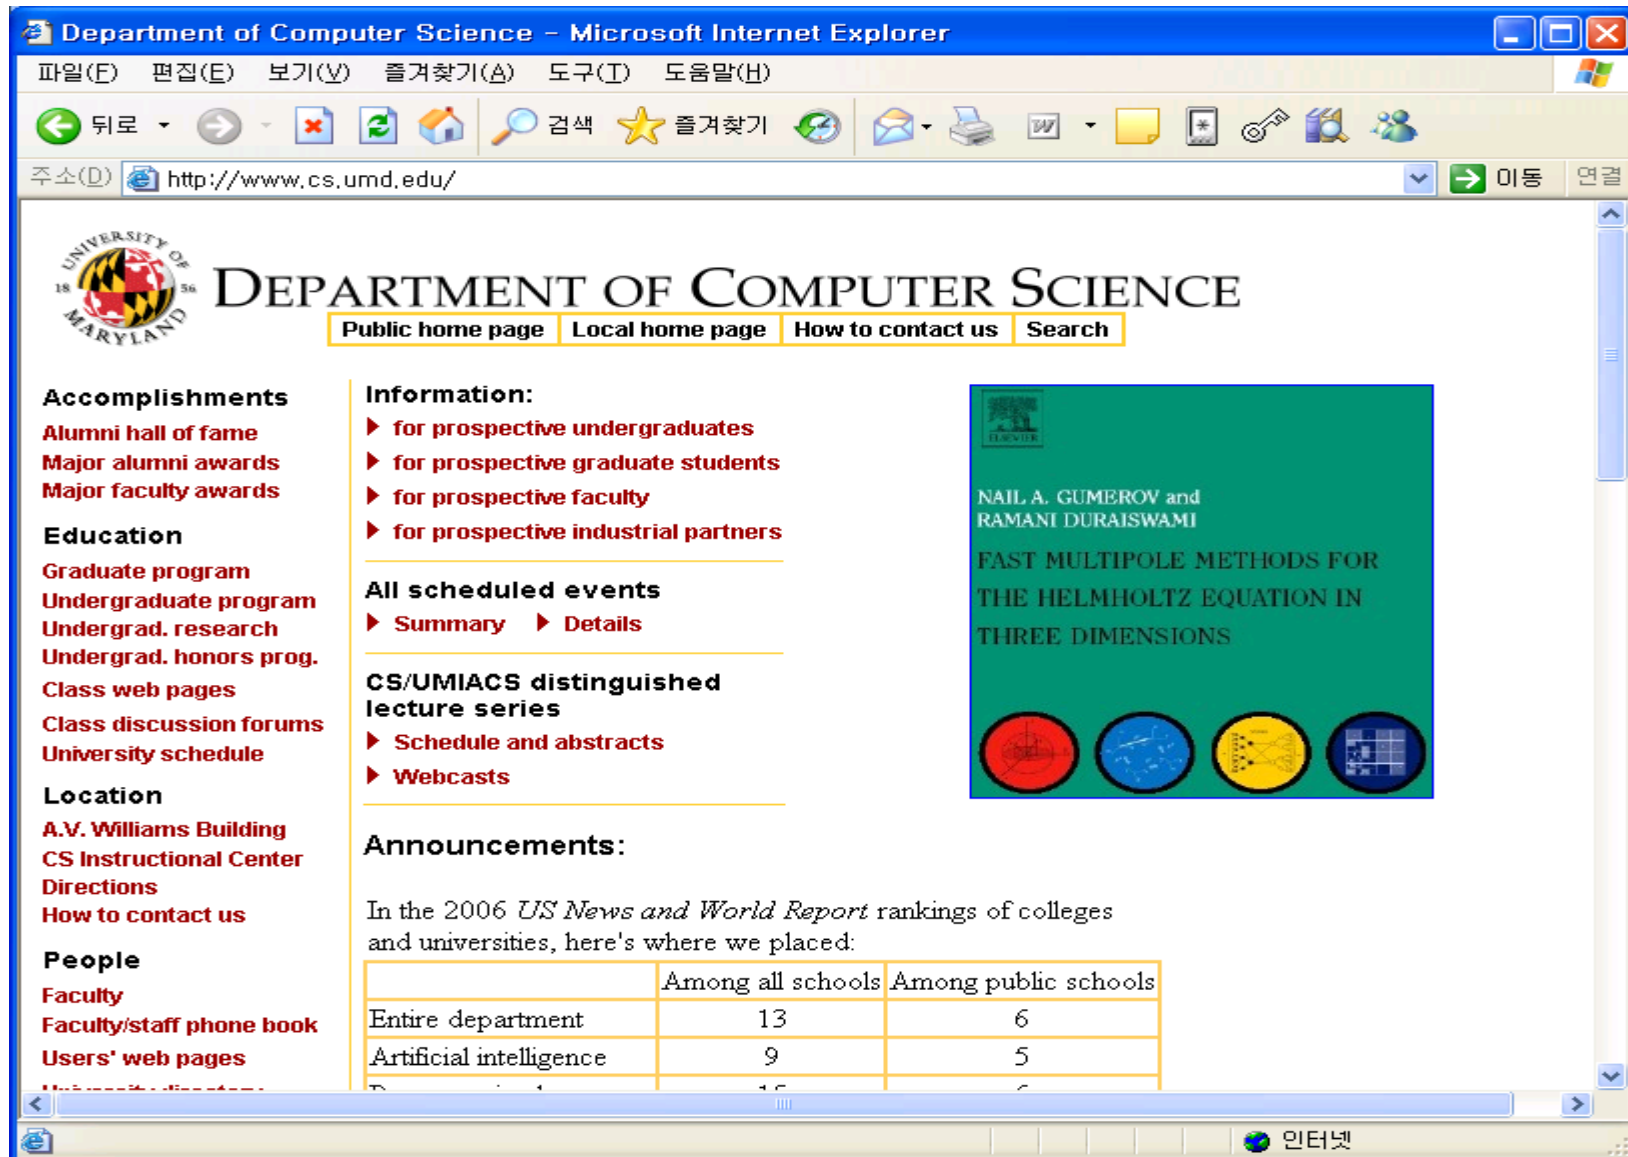 Department of Computer Science - Microsoft Internet Explorer
파일(F) 편집(E) 보기(V) 즐겨찾기(A) 도구(T) 도움말(H)
뒤로 검색 즐겨찾기
주소(D) http://www.cs.umd.edu/ 이동 연결
UNIVERSITY OF MARYLAND 18 56
DEPARTMENT OF COMPUTER SCIENCE
Public home page Local home page How to contact us Search
Accomplishments
Alumni hall of fame
Major alumni awards
Major faculty awards
Education
Graduate program
Undergraduate program
Undergrad. research
Undergrad. honors prog.
Class web pages
Class discussion forums
University schedule
Location
A.V. Williams Building
CS Instructional Center
Directions
How to contact us
People
Faculty
Faculty/staff phone book
Users' web pages
Information:
for prospective undergraduates
for prospective graduate students
for prospective faculty
for prospective industrial partners
All scheduled events
Summary Details
CS/UMIACS distinguished
lecture series
Schedule and abstracts
Webcasts
ELSEVIER
NAIL A. GUMEROV and
RAMANI DURAISWAMI
FAST MULTIPOLE METHODS FOR
THE HELMHOLTZ EQUATION IN
THREE DIMENSIONS
Announcements:
In the 2006 US News and World Report rankings of colleges
and universities, here's where we placed:
Among all schools Among public schools
Entire department 13 6
Artificial intelligence 9 5
인터넷